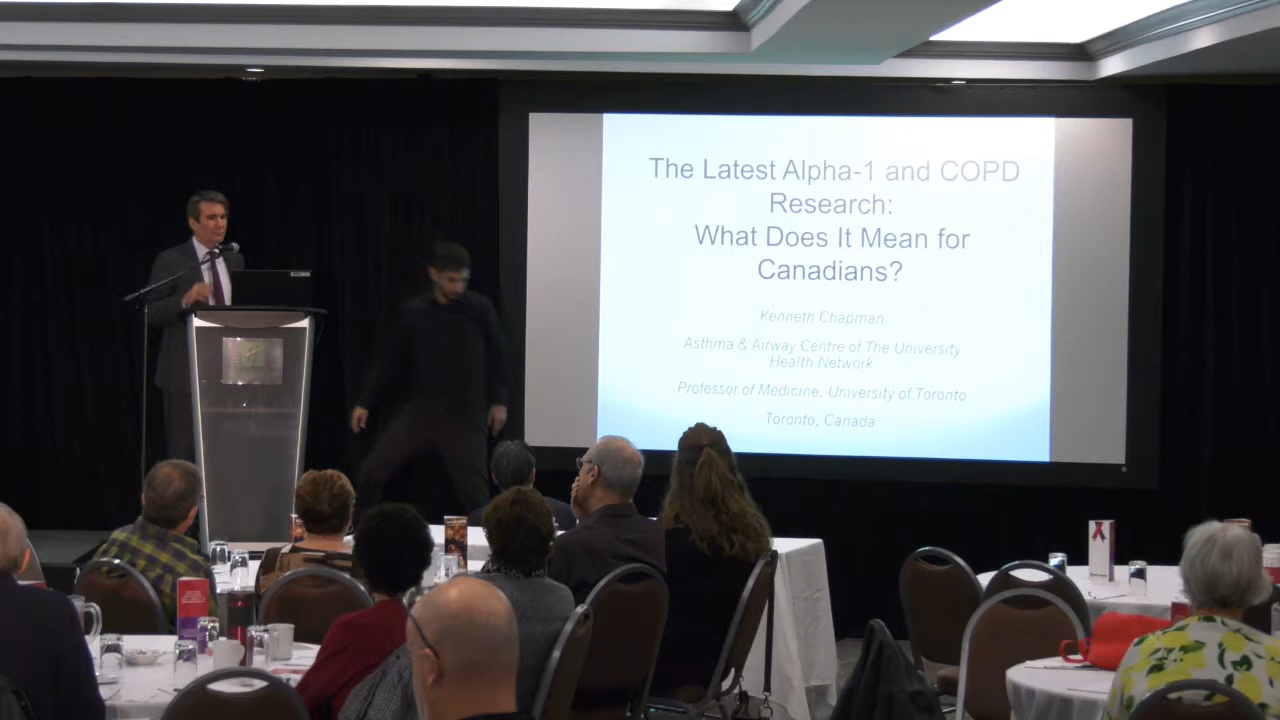 The Latest Alpha-1 and COPD
Research:
What Does It Mean for
Canadians?
Kenneth Chapman
Asthma & Airway Centre of The University
Health Network
Professor of Medicine, University of Toronto
Toronto, Canada